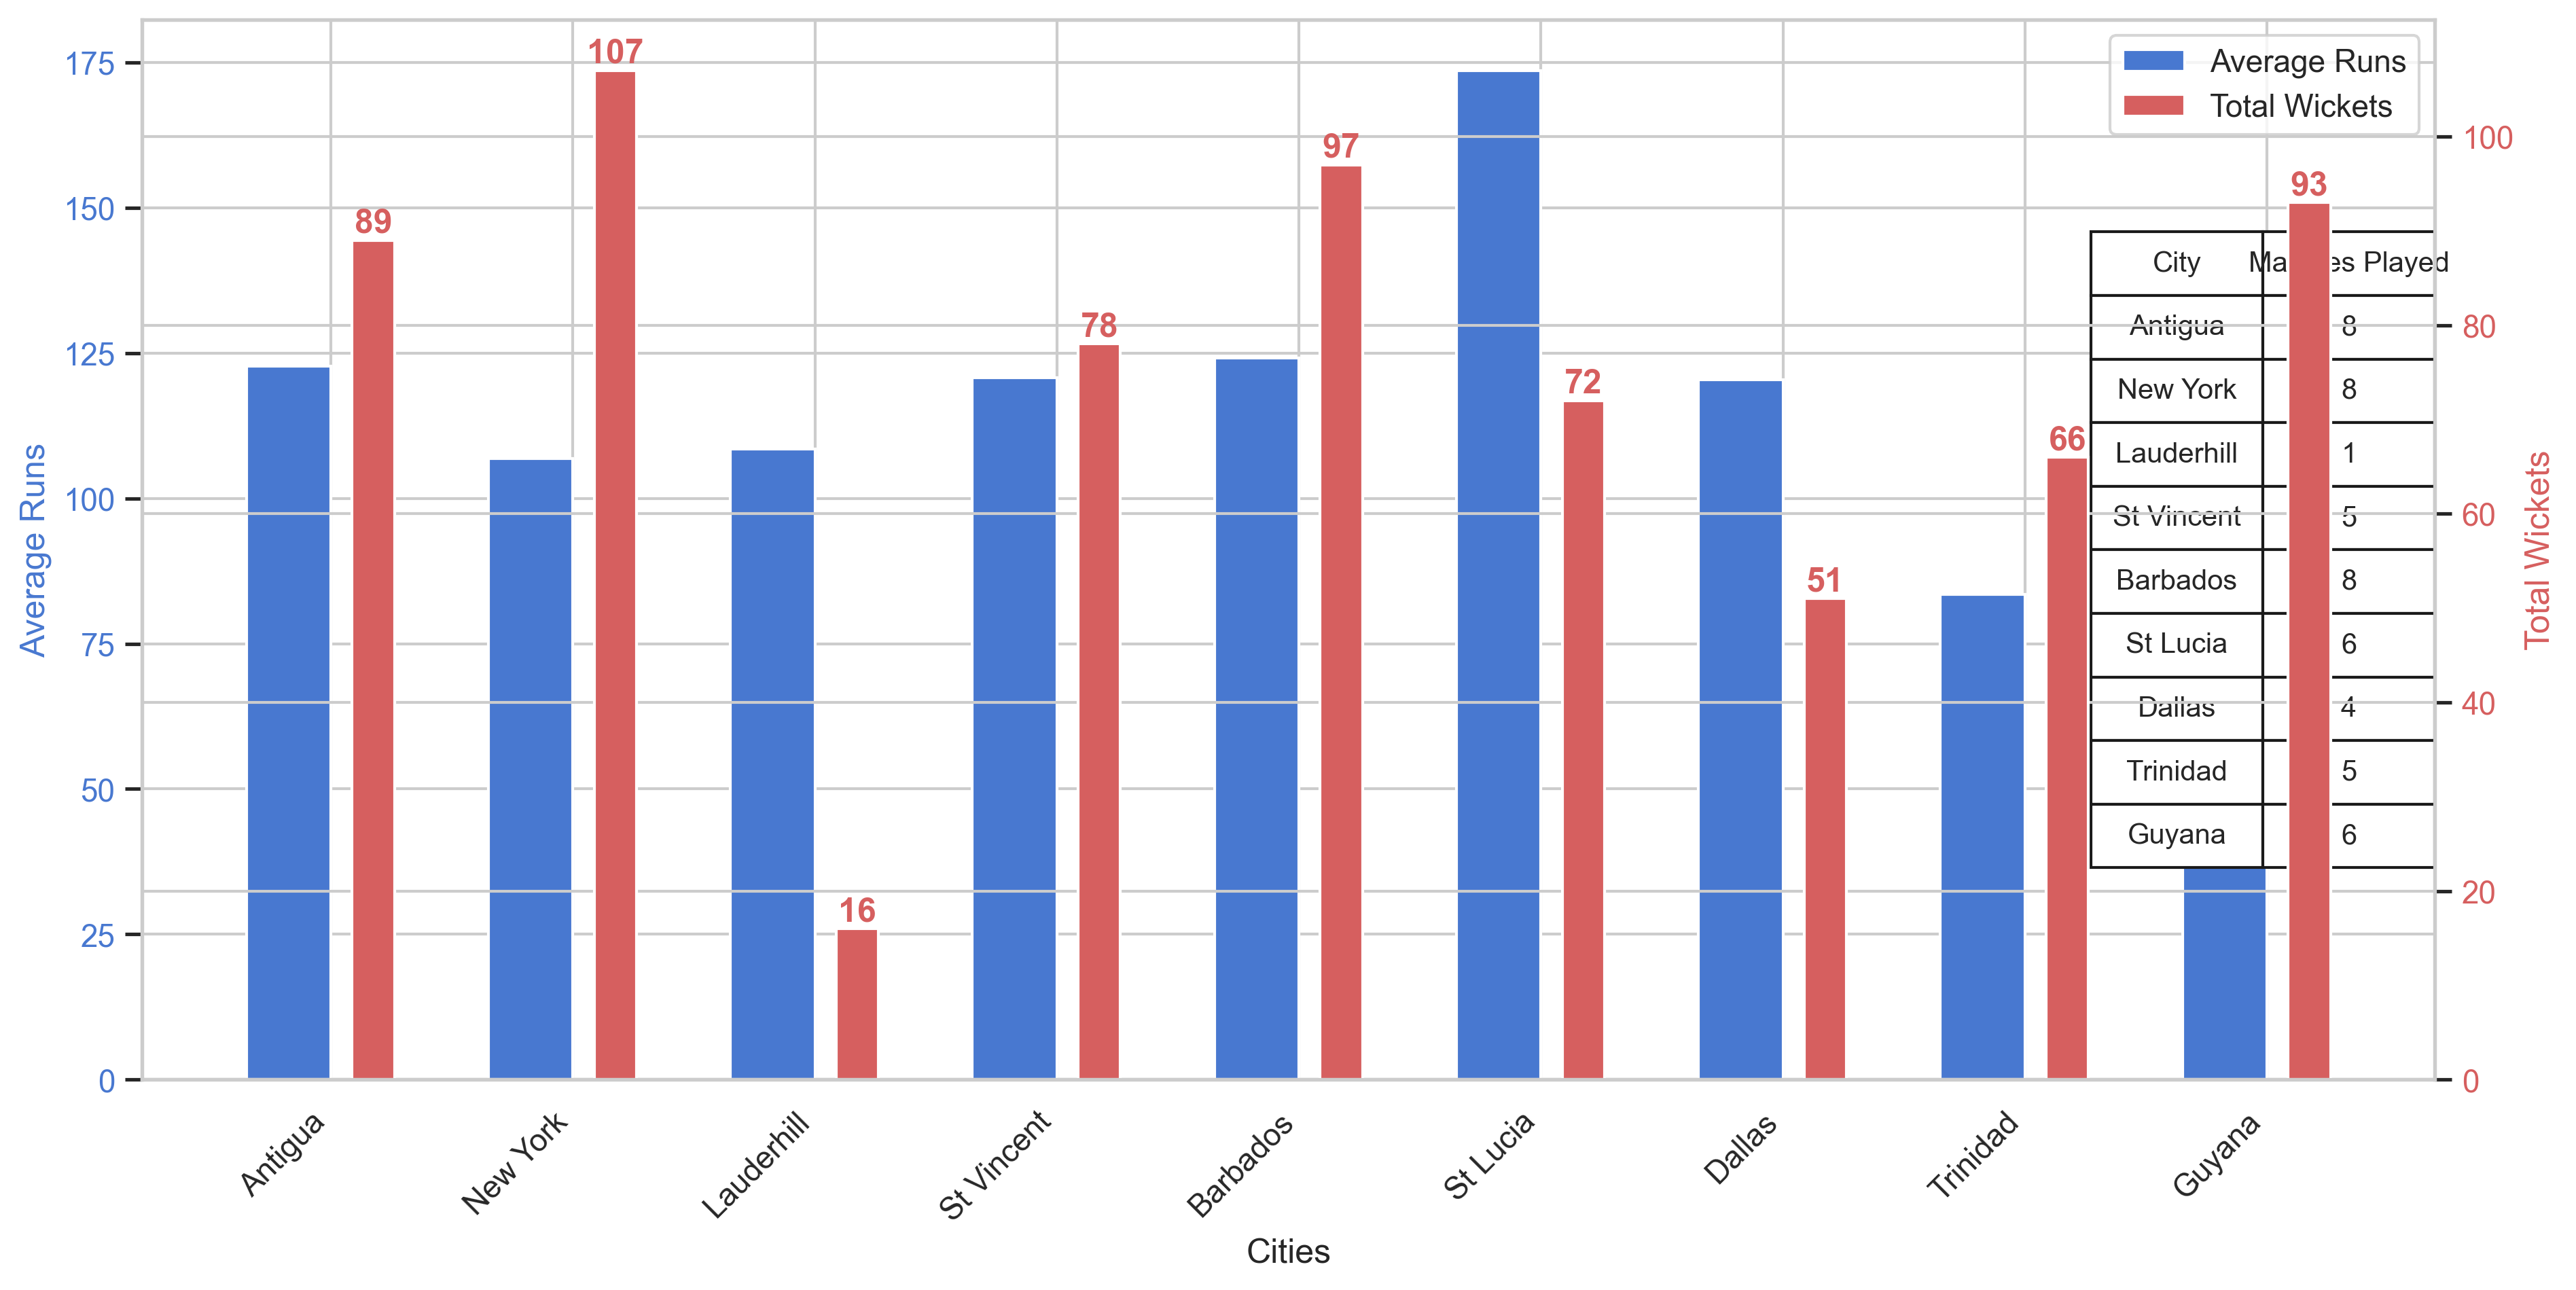 Average Runs
Total Wickets
175
150
125
100
75
50
25
0
Average Runs
89
107
16
78
97
72
51
66
93
City
Antigua 8
New York 8
Lauderhill 1
St Vincent 5
Barbados 8
St Lucia 6
Dallas 4
Trinidad 5
Guyana 6
Played
100
80
60
40
20
0
Total Wickets
Antigua
New York
Lauderhill
St Vincent
Barbados
St Lucia
Dallas
Trinidad
Guyana
Cities